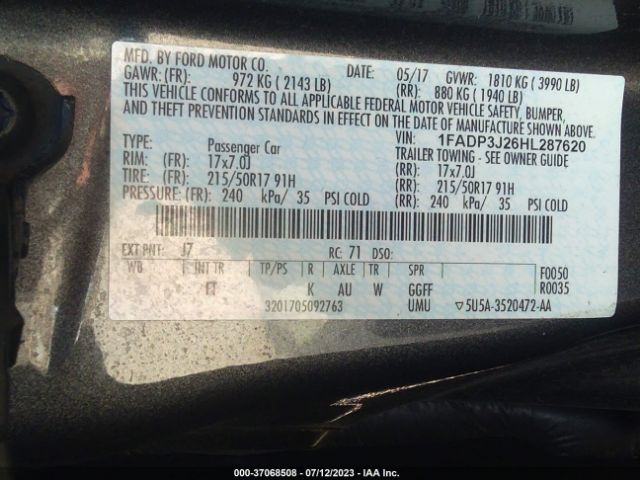 MFD. BY FORD MOTOR CO. DATE: 05/17 GVWR: 1810 KG ( 3990 LB)
GAWR: (FR): 972 KG ( 2143 LB) (RR): 880 KG ( 1940 LB)
THIS VEHICLE CONFORMS TO ALL APPLICABLE FEDERAL MOTOR VEHICLE SAFETY, BUMPER,
AND THEFT PREVENTION STANDARDS IN EFFECT ON THE DATE OF MANUFACTURE SHOWN ABOVE.
VIN: 1FADP3J26HL287620
TYPE: Passenger Car TRAILER TOWING - SEE OWNER GUIDE
RIM: (FR): 17x7.0J (RR): 17x7.0J
TIRE: (FR): 215/50R17 91H (RR): 215/50R17 91H
PRESSURE: (FR): 240 kPa/ 35 PSI COLD (RR): 240 kPa/ 35 PSI COLD
EXT PNT: J7 RC: 71 DSO:
WB INT TR TP/PS R AXLE TR SPR F0050
K AU W GGFF R0035
3201705092763 UMU 5U5A-3520472-AA
000-37068508 - 07/12/2023 - IAA Inc.